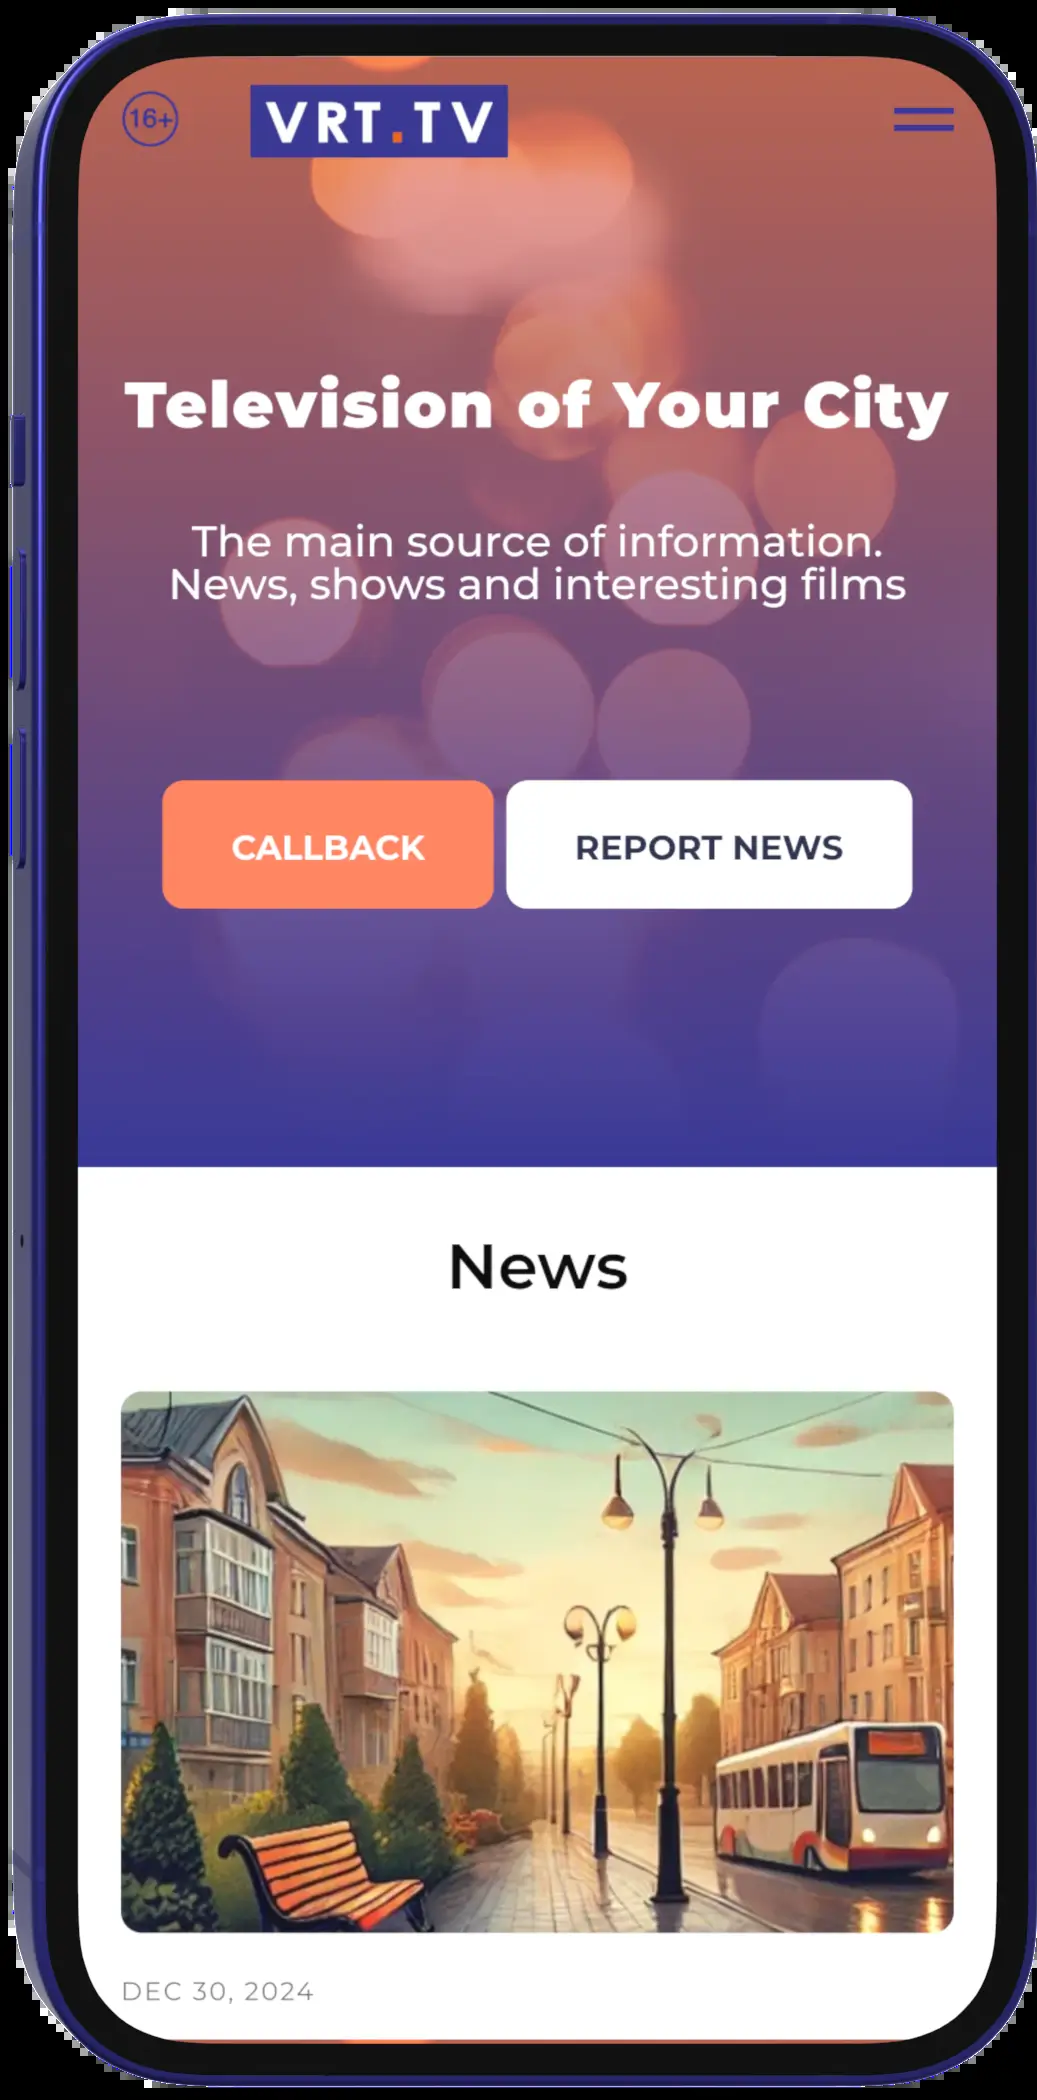 16+
VRT.TV
Television of Your City
The main source of information.
News, shows and interesting films
CALLBACK
REPORT NEWS
News
DEC 30, 2024